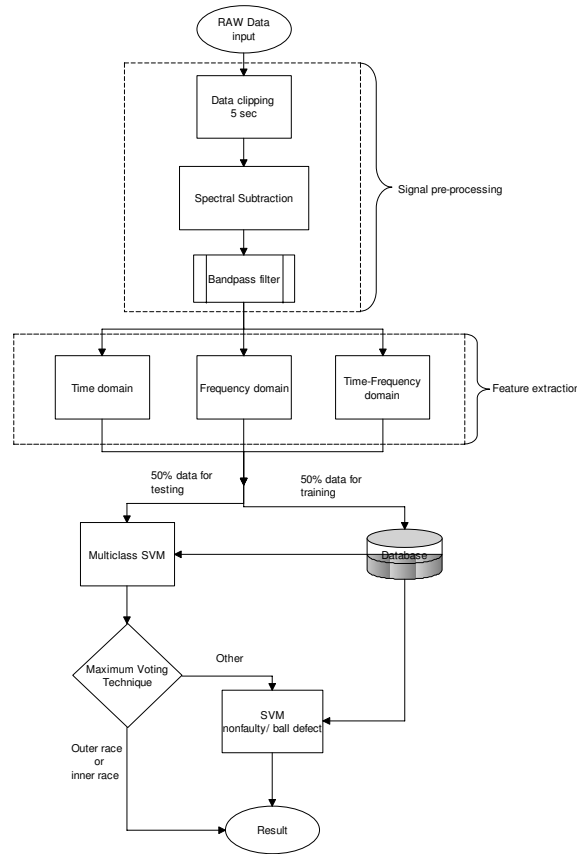 RAW Data
input
Data clipping
5 sec
Spectral Subtraction
Signal pre-processing
Bandpass filter
Time domain
Frequency domain
Time-Frequency
domain
Feature extraction
50% data for
testing
50% data for
training
Multiclass SVM
Database
Maximum Voting
Technique
Other
SVM
nonfaulty/ ball defect
Outer race
or
inner race
Result